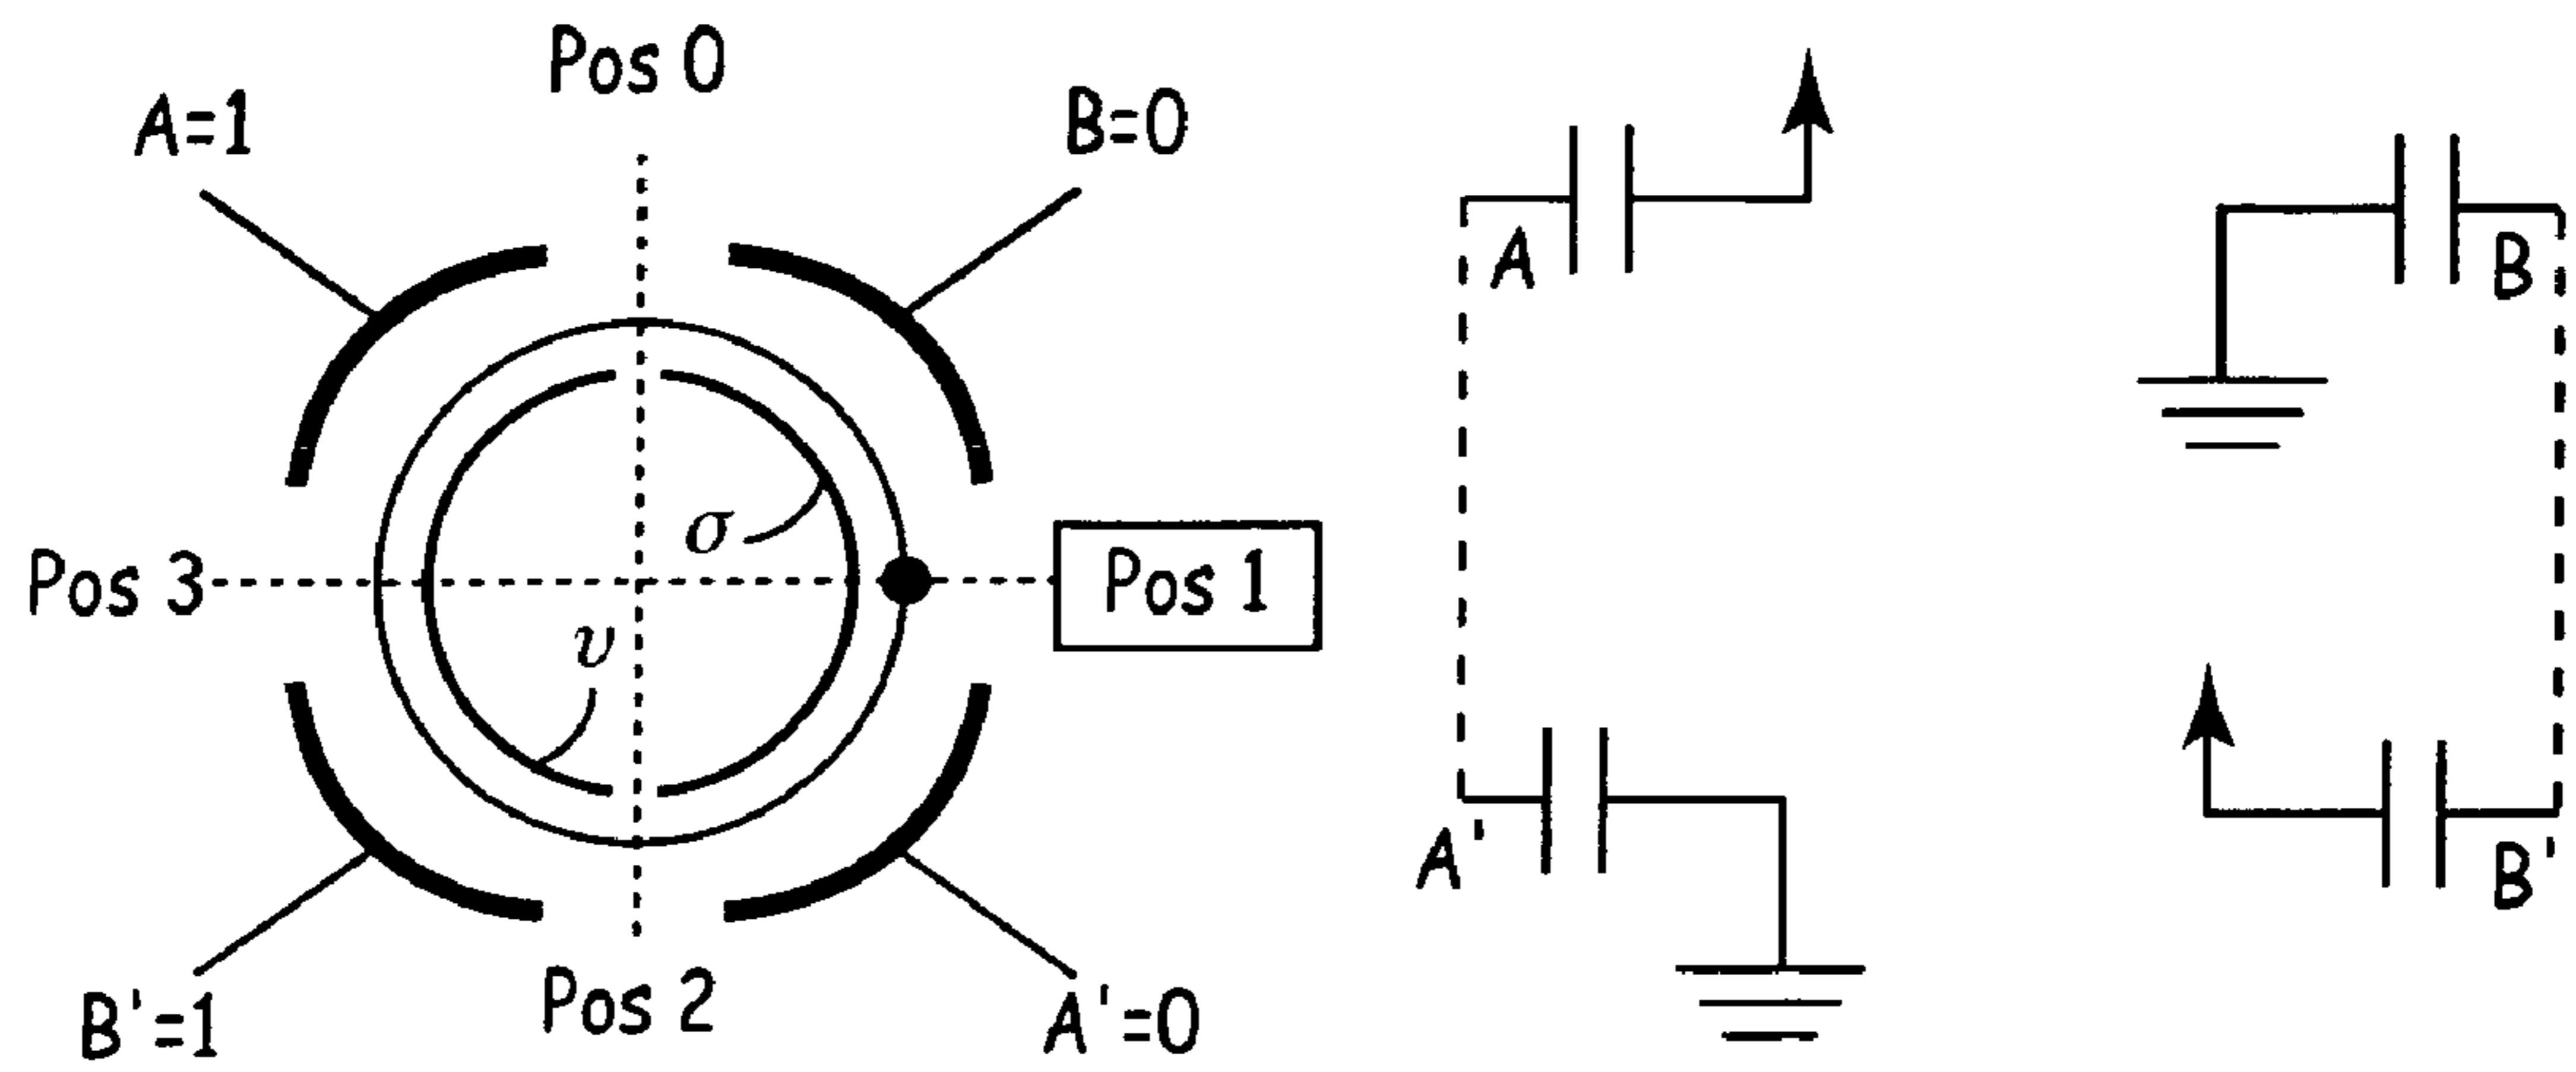 Pos 0
A=1
B=0
σ
Pos 3
Pos 1
υ
B'=1
Pos 2
A'=0
A
B
A'
B'